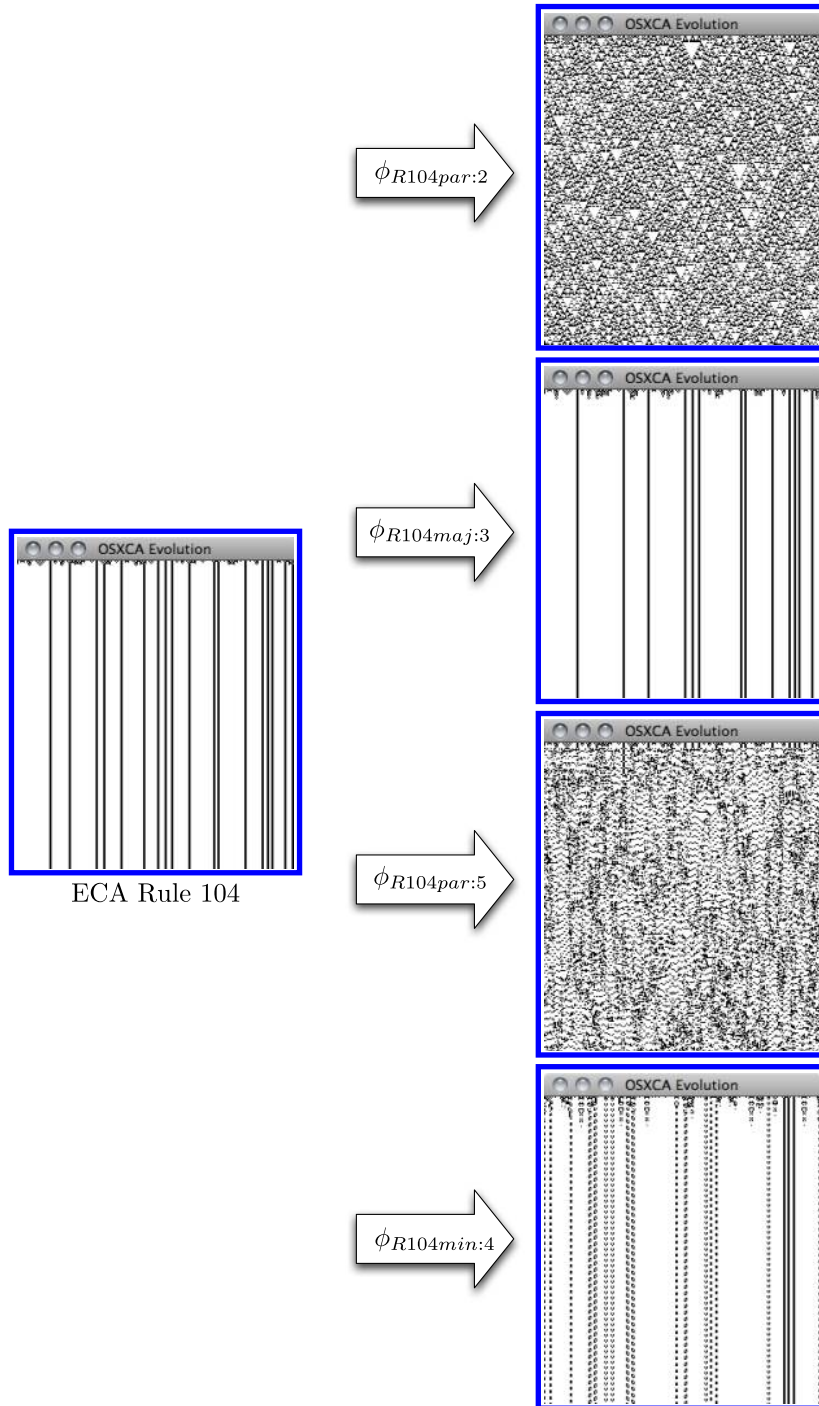 OSXCA Evolution
ϕR104par:2
OSXCA Evolution
ϕR104maj:3
OSXCA Evolution
ECA Rule 104
OSXCA Evolution
ϕR104par:5
OSXCA Evolution
ϕR104min:4